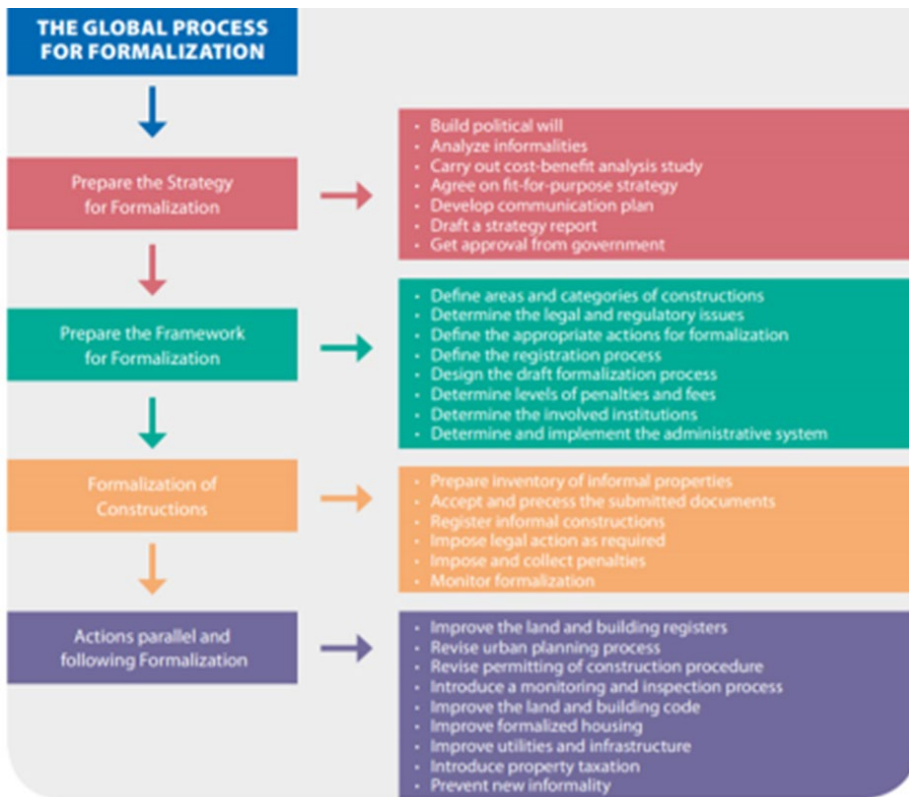 THE GLOBAL PROCESS
FOR FORMALIZATION
Prepare the Strategy
for Formalization
• Build political will
• Analyze informalities
• Carry out cost-benefit analysis study
• Agree on fit-for-purpose strategy
• Develop communication plan
• Draft a strategy report
• Get approval from government
Prepare the Framework
for Formalization
• Define areas and categories of constructions
• Determine the legal and regulatory issues
• Define the appropriate actions for formalization
• Define the registration process
• Design the draft formalization process
• Determine levels of penalties and fees
• Determine the involved institutions
• Determine and implement the administrative system
Formalization of
Constructions
• Prepare inventory of informal properties
• Accept and precess the submitted documents
• Register informal constructions
• Impose legal action as required
• Impose and collect penalties
• Monitor formalization
Actions parallel and
following Formalization
• Improve the land and building registers
• Revise urban planning process
• Revise permitting of construction procedure
• Introduce a monitoring and inspection process
• Improve the land and building code
• Improve formalized housing
• Improve utilities and infrastructure
• Introduce property taxation
• Prevent new informality